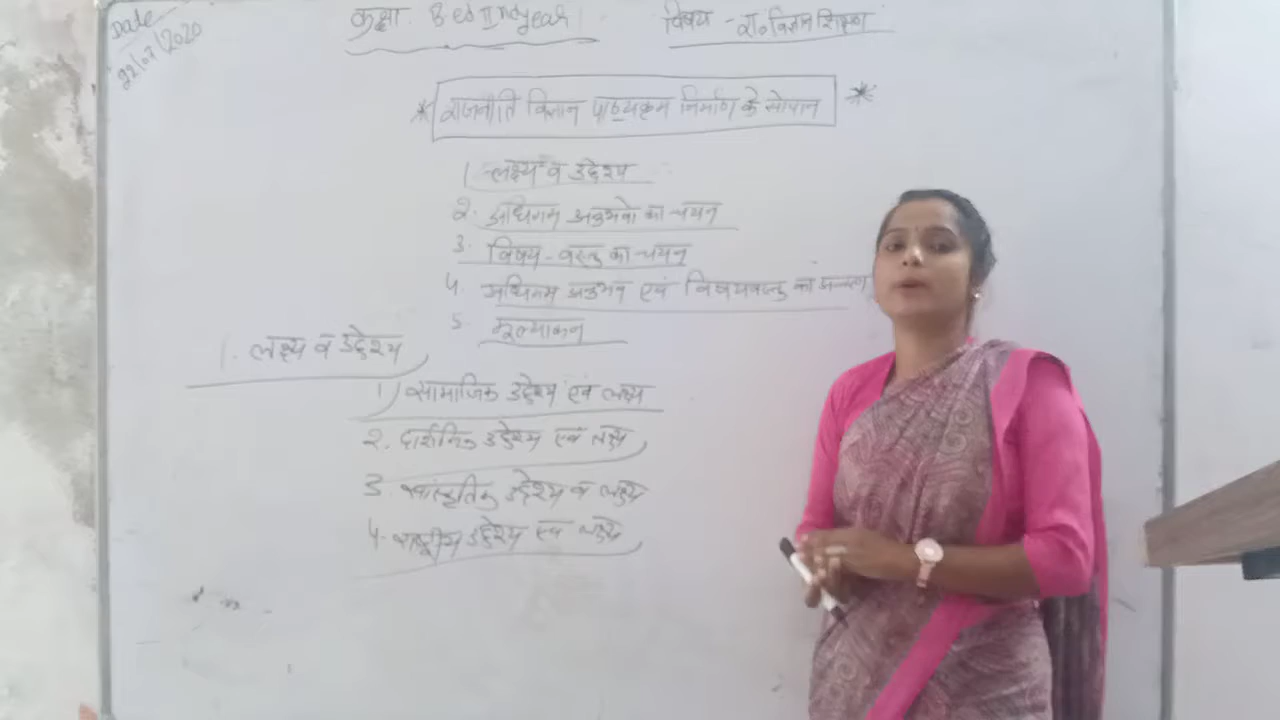 Date
22/07/2020
कक्षा. B ed II nd year
विषय - रा०विज्ञान शिक्षण
* राजनीति विज्ञान पाठ्यक्रम निर्माण के सोपान *
1 लक्ष्य व उद्देश्य
2. अधिगम अनुभवो का चयन
3. विषय-वस्तु का चयन
4. अधिगम अनुभव एवं विषयवस्तु का
5. मूल्याकन
1. लक्ष्य व उद्देश्य
1) सामाजिक उद्देश्य एवं लक्ष्य
2. दार्शनिक उद्देश्य एवं लक्ष्य
3 सांस्कृतिक उद्देश्य व लक्ष्य
4. राष्ट्रीय उद्देश्य एवं लक्ष्य